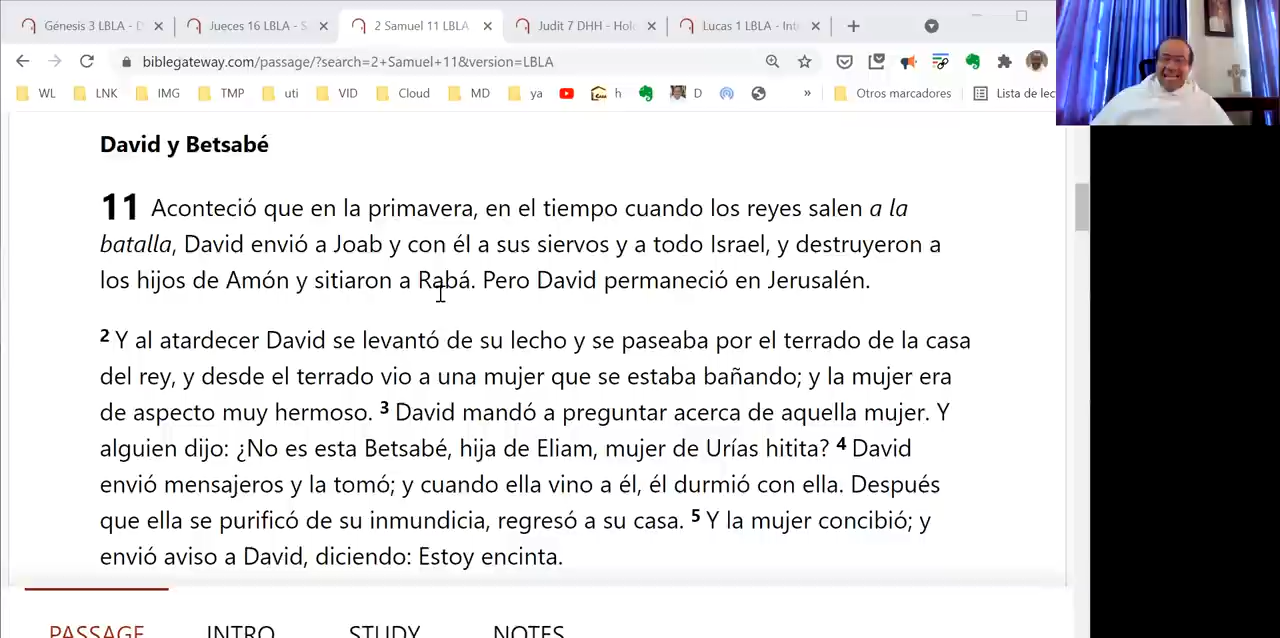 Génesis 3 LBLA - D
Jueces 16 LBLA - S
2 Samuel 11 LBLA
Judit 7 DHH - Hol
Lucas 1 LBLA - Int
biblegateway.com/passage/?search=2+Samuel+11&version=LBLA
WL LNK IMG TMP uti VID Cloud MD ya h D » Otros marcadores Lista de lec
David y Betsabé
11 Aconteció que en la primavera, en el tiempo cuando los reyes salen a la
batalla, David envió a Joab y con él a sus siervos y a todo Israel, y destruyeron a
los hijos de Amón y sitiaron a Rabá. Pero David permaneció en Jerusalén.
2 Y al atardecer David se levantó de su lecho y se paseaba por el terrado de la casa
del rey, y desde el terrado vio a una mujer que se estaba bañando; y la mujer era
de aspecto muy hermoso. 3 David mandó a preguntar acerca de aquella mujer. Y
alguien dijo: ¿No es esta Betsabé, hija de Eliam, mujer de Urías hitita? 4 David
envió mensajeros y la tomó; y cuando ella vino a él, él durmió con ella. Después
que ella se purificó de su inmundicia, regresó a su casa. 5 Y la mujer concibió; y
envió aviso a David, diciendo: Estoy encinta.
PASSAGE INTRO STUDY NOTES